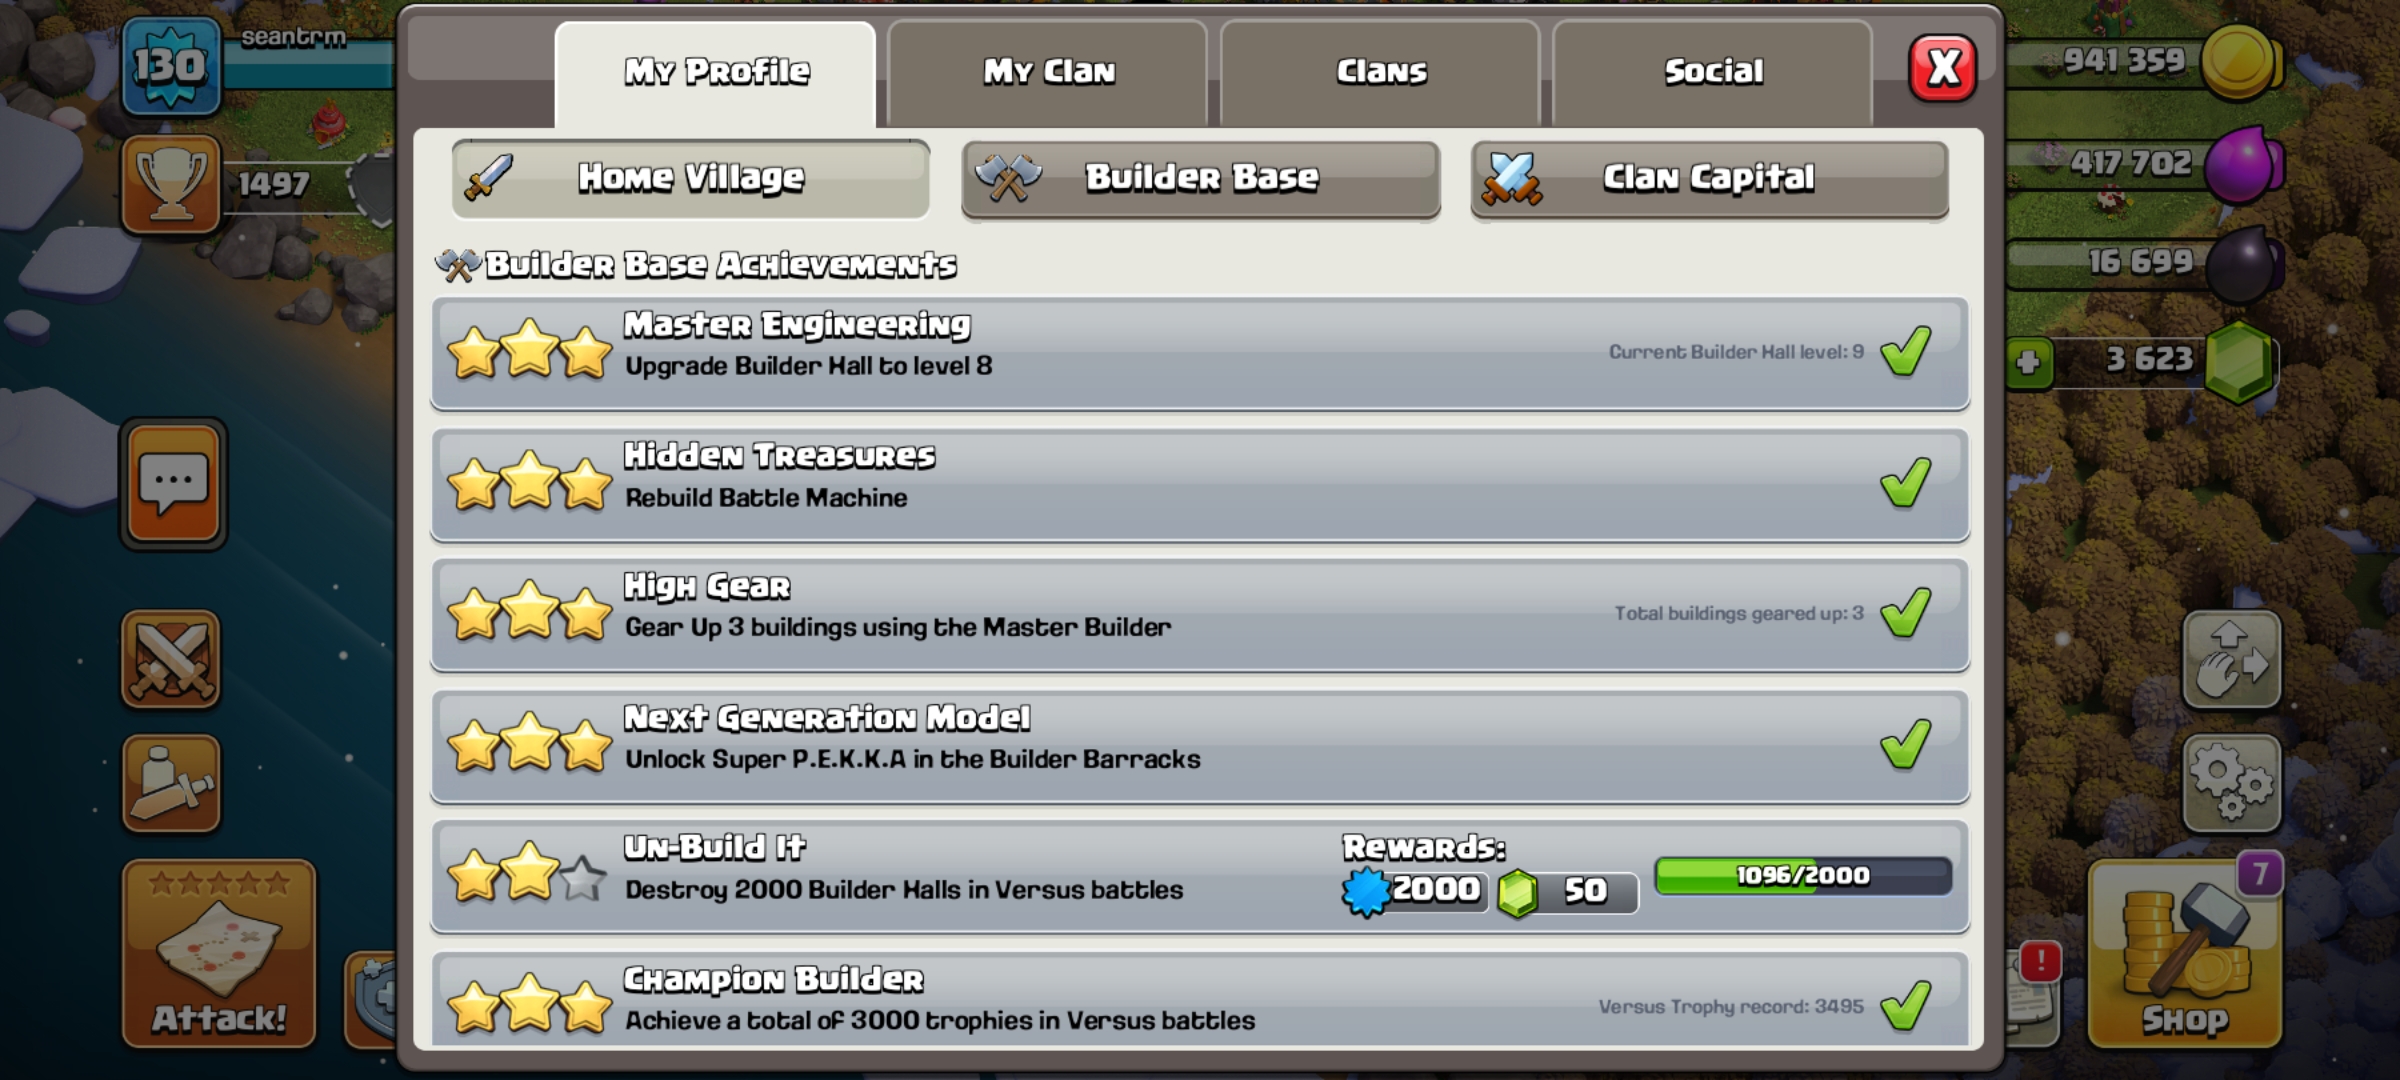 130
seantrm
My Profile
My Clan
Clans
Social
X
941 359
1497
Home Village
Builder Base
Clan Capital
417 702
Builder Base Achievements
16 699
Master Engineering
Upgrade Builder Hall to level 8
Current Builder Hall level: 9
3 623
Hidden Treasures
Rebuild Battle Machine
High Gear
Gear Up 3 buildings using the Master Builder
Total buildings geared up: 3
Next Generation Model
Unlock Super P.E.K.K.A in the Builder Barracks
Un-Build It
Destroy 2000 Builder Halls in Versus battles
Rewards:
2000
50
1096/2000
7
Champion Builder
Achieve a total of 3000 trophies in Versus battles
Versus Trophy record: 3495
!
Attack!
Shop